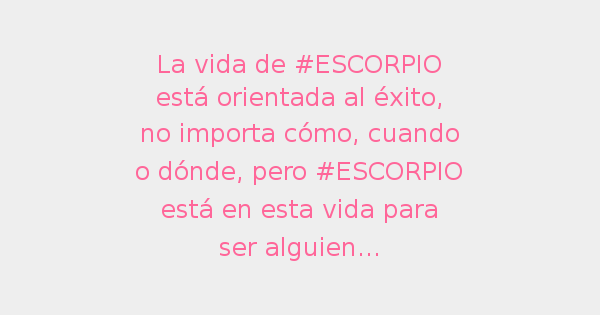 La vida de #ESCORPIO
está orientada al éxito,
no importa cómo, cuando
o dónde, pero #ESCORPIO
está en esta vida para
ser alguien...